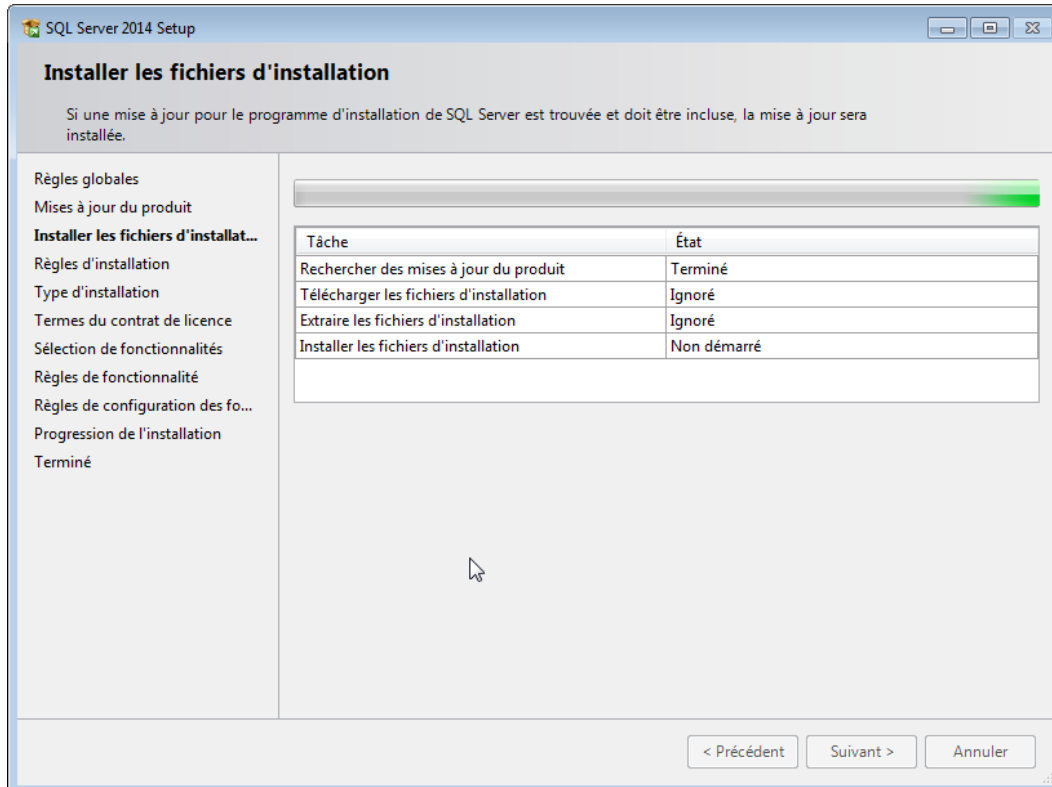 SQL Server 2014 Setup
Installer les fichiers d'installation
Si une mise à jour pour le programme d'installation de SQL Server est trouvée et doit être incluse, la mise à jour sera
installée.
Règles globales
Mises à jour du produit
Installer les fichiers d'installat...
Règles d'installation
Type d'installation
Termes du contrat de licence
Sélection de fonctionnalités
Règles de fonctionnalité
Règles de configuration des fo...
Progression de l'installation
Terminé
Tâche État
Rechercher des mises à jour du produit Terminé
Télécharger les fichiers d'installation Ignoré
Extraire les fichiers d'installation Ignoré
Installer les fichiers d'installation Non démarré
< Précédent Suivant > Annuler